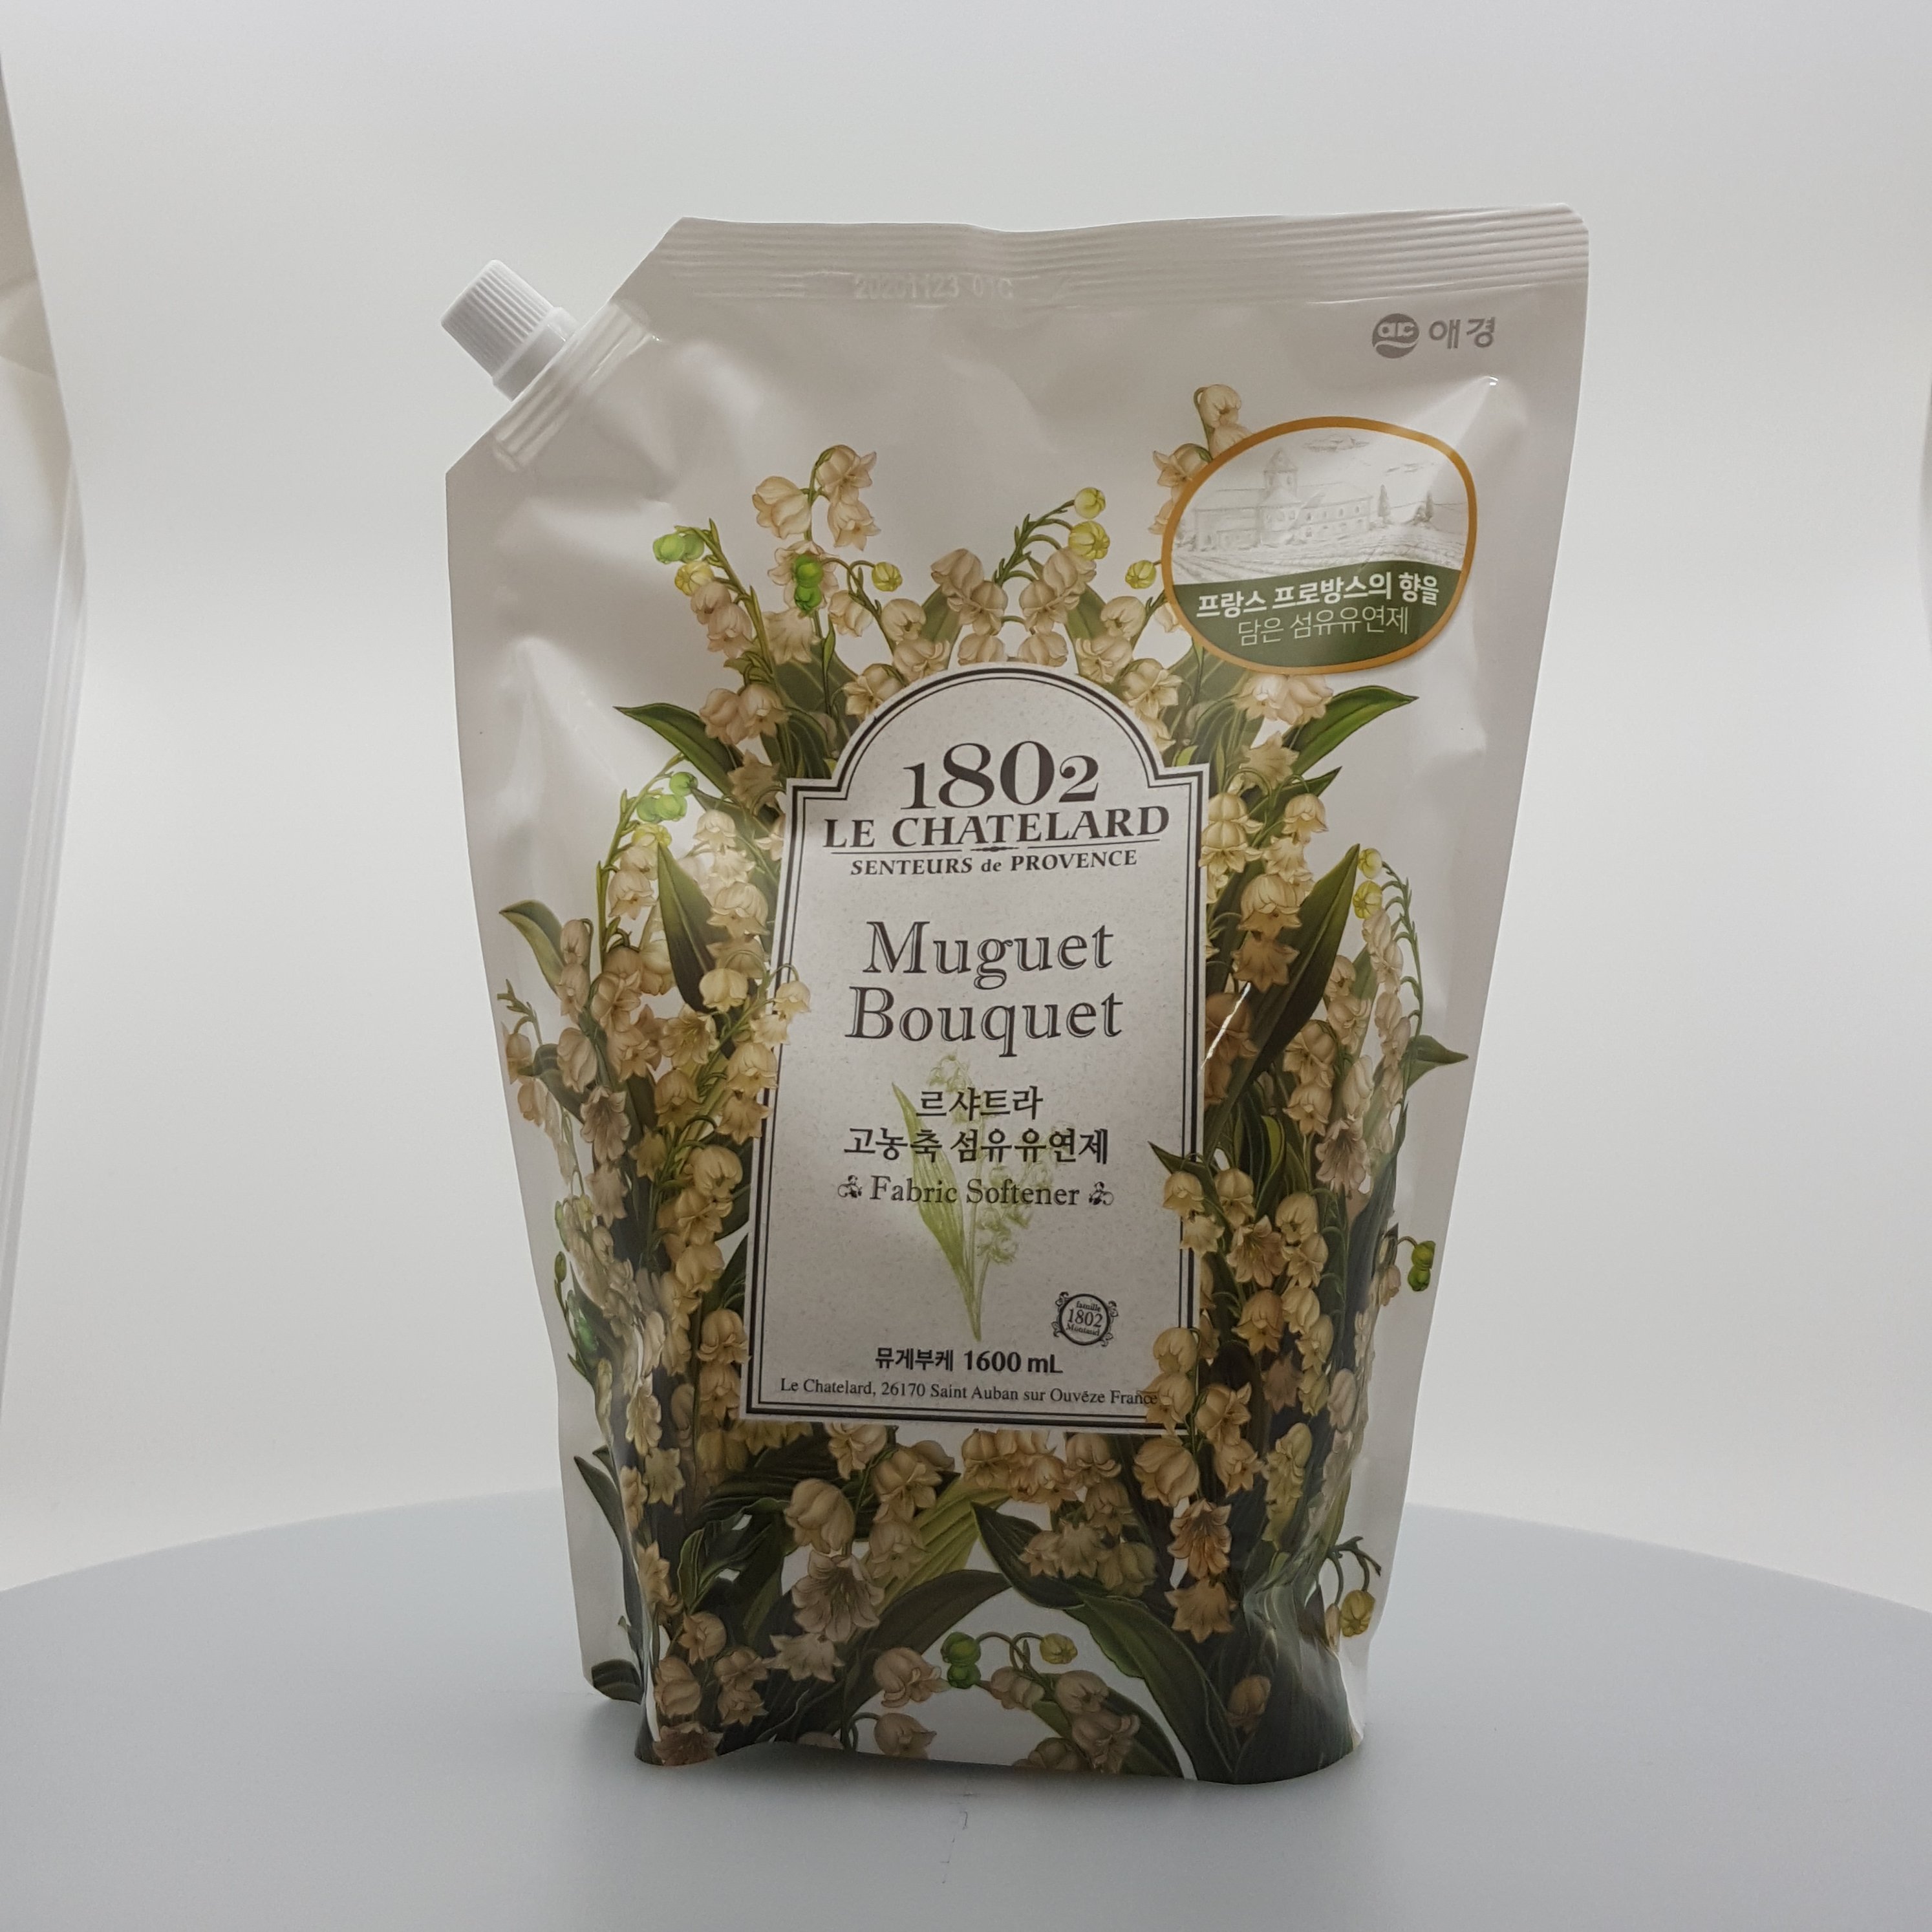 20201123 01C
애경
프랑스 프로방스의 향을
담은 섬유유연제
1802
LE CHATELARD
SENTEURS de PROVENCE
Muguet
Bouquet
르샤트라
고농축 섬유유연제
Fabric Softener
famille
1802
Montaud
뮤게부케 1600 mL
Le Chatelard, 26170 Saint Auban sur Ouvèze France